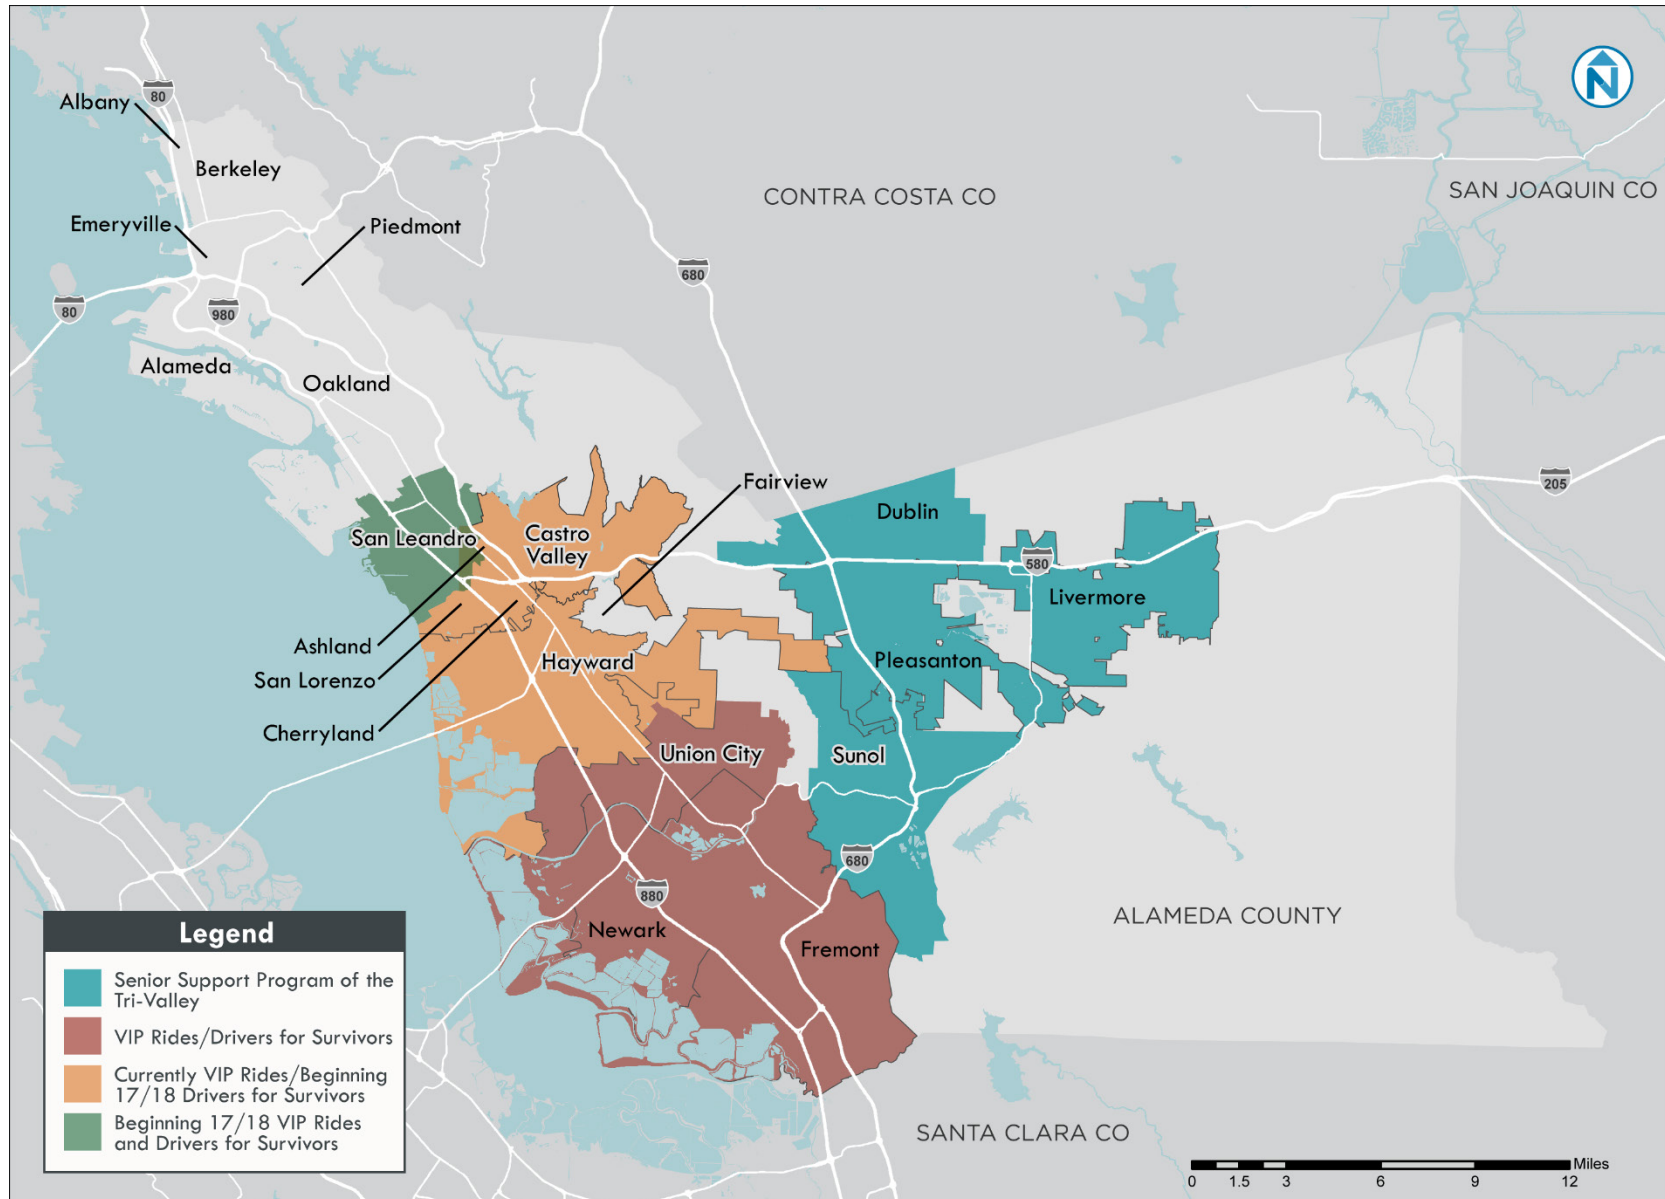 N
80
Albany
Berkeley
CONTRA COSTA CO
SAN JOAQUIN CO
Emeryville
Piedmont
680
80
980
Alameda
Oakland
Fairview
205
Dublin
San Leandro
Castro
Valley
580
Livermore
Ashland
San Lorenzo
Hayward
Pleasanton
Cherryland
Union City
Sunol
680
880
Newark
Fremont
ALAMEDA COUNTY
Legend
Senior Support Program of the
Tri-Valley
VIP Rides/Drivers for Survivors
Currently VIP Rides/Beginning
17/18 Drivers for Survivors
Beginning 17/18 VIP Rides
and Drivers for Survivors
SANTA CLARA CO
Miles
0 1.5 3 6 9 12